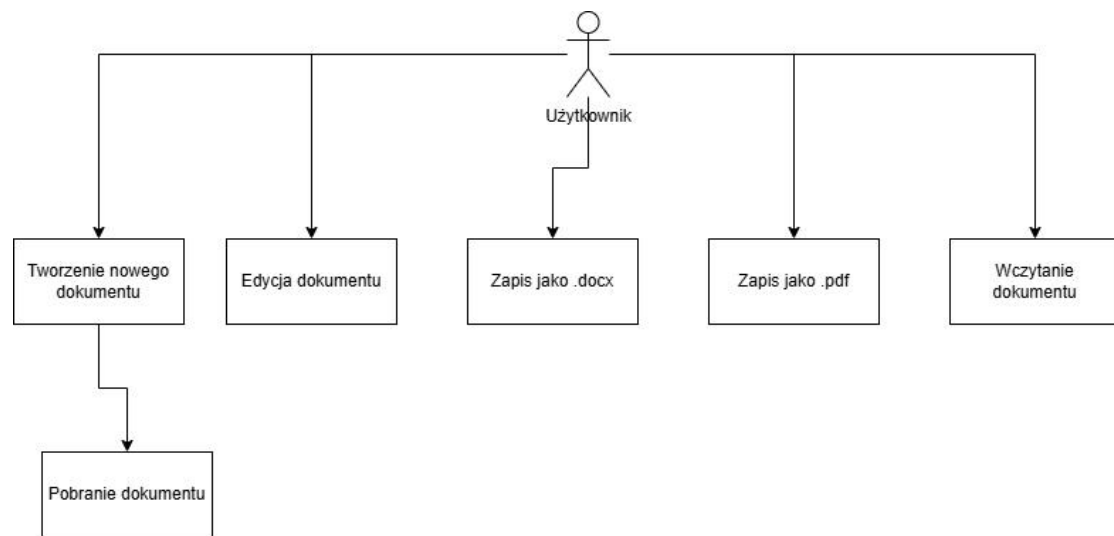 Użytkownik
Tworzenie nowego
dokumentu
Edycja dokumentu
Zapis jako .docx
Zapis jako .pdf
Wczytanie
dokumentu
Pobranie dokumentu